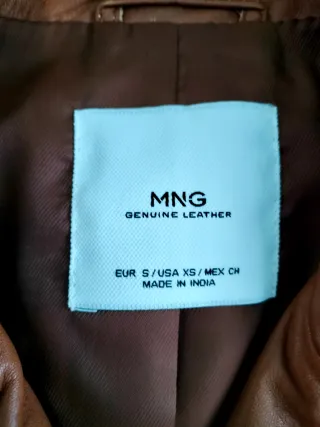 MNG
GENUINE LEATHER
EUR S / USA XS / MEX CH
MADE IN INDIA